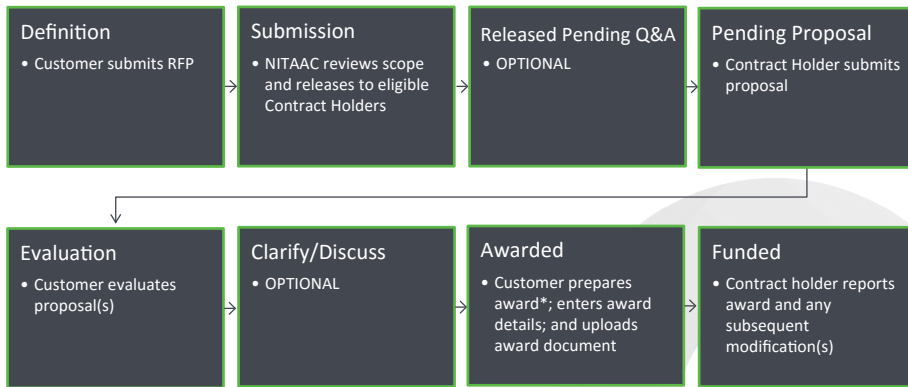 Definition
• Customer submits RFP
Submission
• NITAAC reviews scope
and releases to eligible
Contract Holders
Released Pending Q&A
• OPTIONAL
Pending Proposal
• Contract Holder submits
proposal
Evaluation
• Customer evaluates
proposal(s)
Clarify/Discuss
• OPTIONAL
Awarded
• Customer prepares
award*; enters award
details; and uploads
award document
Funded
• Contract holder reports
award and any
subsequent
modification(s)